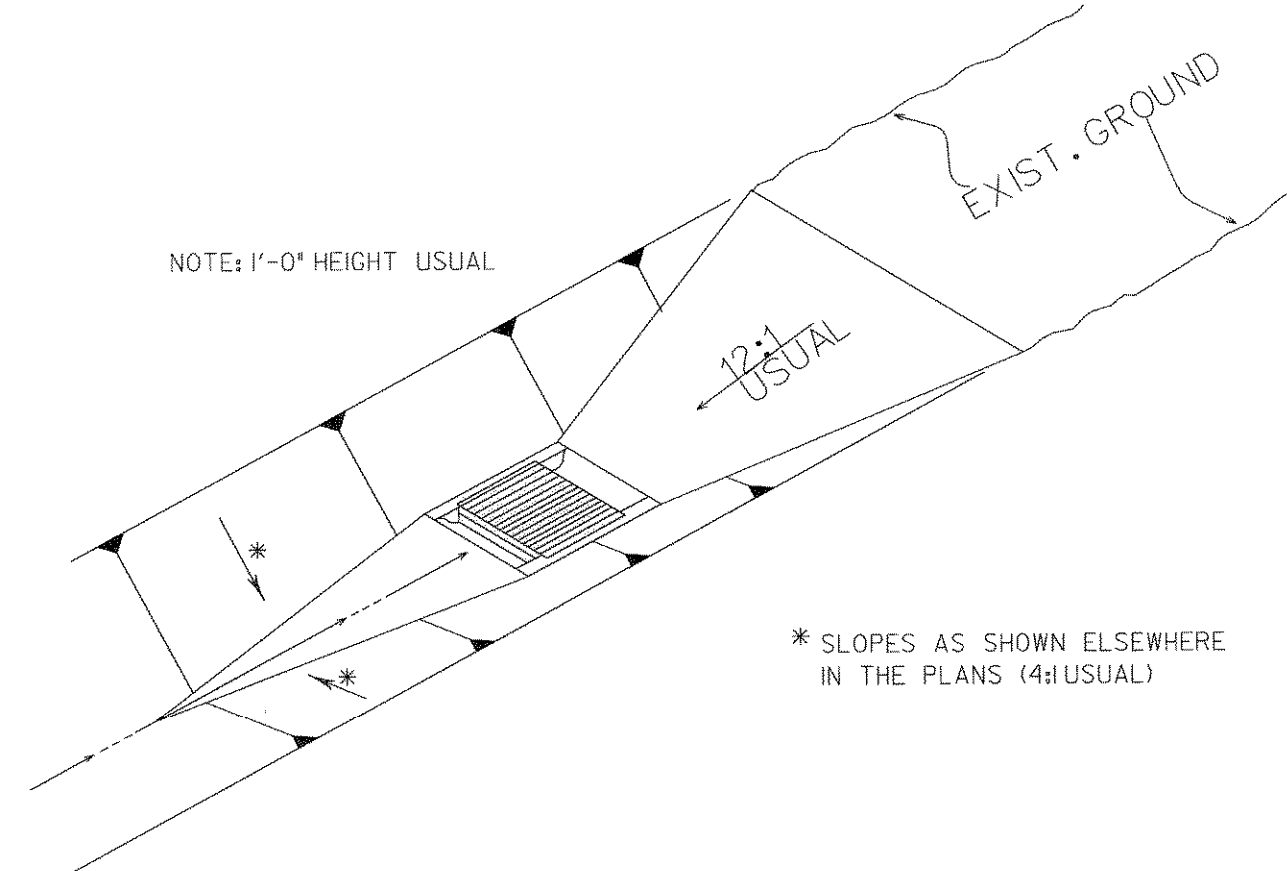 EXIST. GROUND
NOTE: 1'-0" HEIGHT USUAL
12:1
USUAL
*
*
* SLOPES AS SHOWN ELSEWHERE
IN THE PLANS (4:1 USUAL)